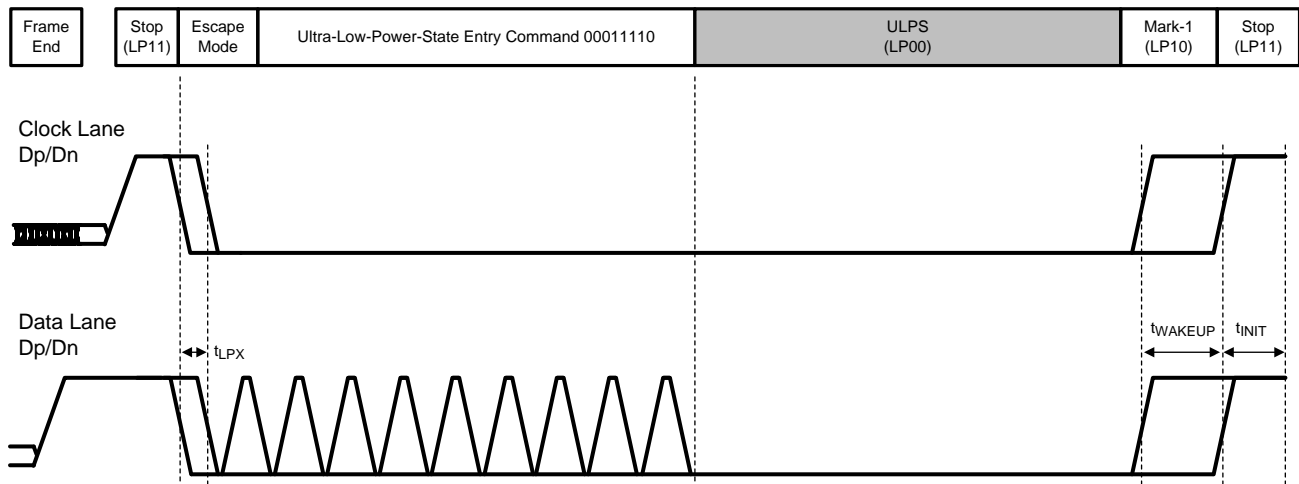 Frame End
Stop (LP11)
Escape Mode
Ultra-Low-Power-State Entry Command 00011110
ULPS (LP00)
Mark-1 (LP10)
Stop (LP11)
Clock Lane
Dp/Dn
Data Lane
Dp/Dn
tLPX
tWAKEUP
tINIT